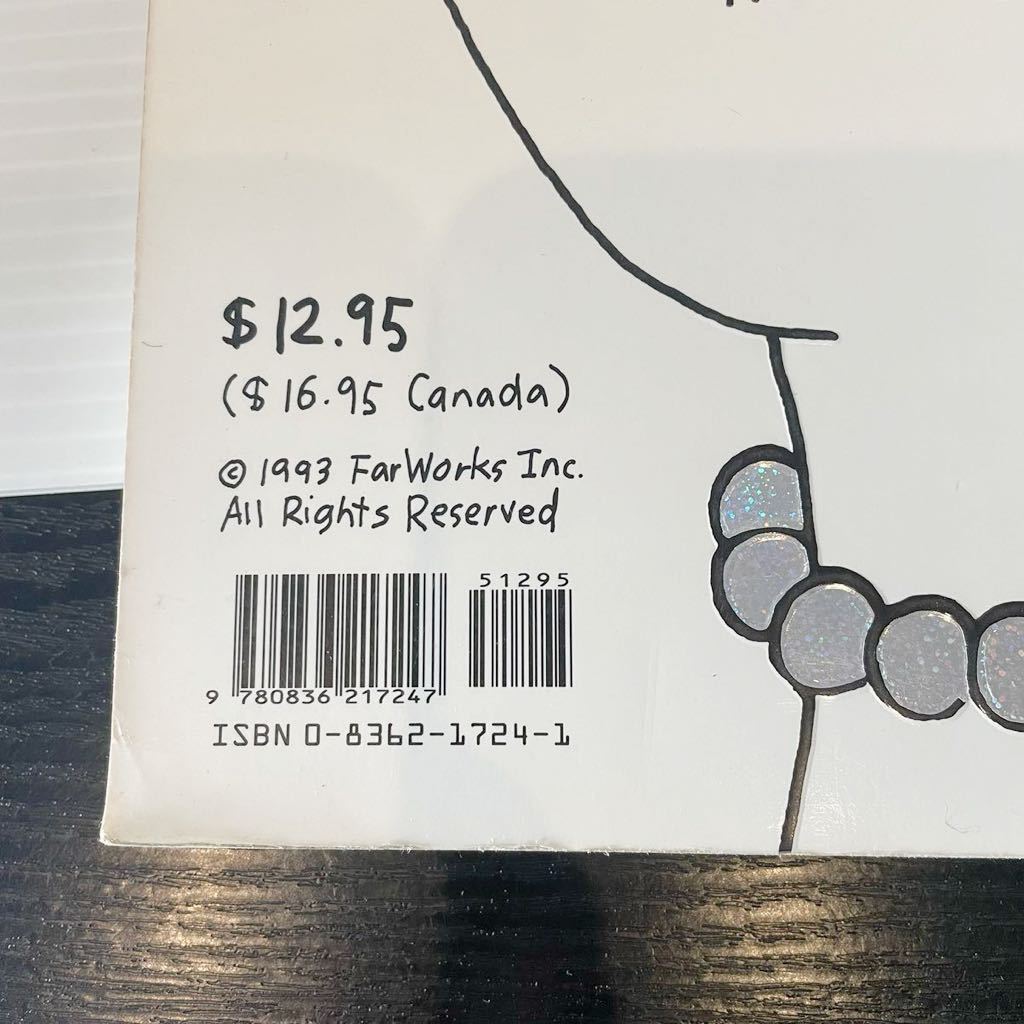 $12.95
($16.95 Canada)
© 1993 FarWorks Inc.
All Rights Reserved
51295
9 780836 217247
ISBN 0-8362-1724-1